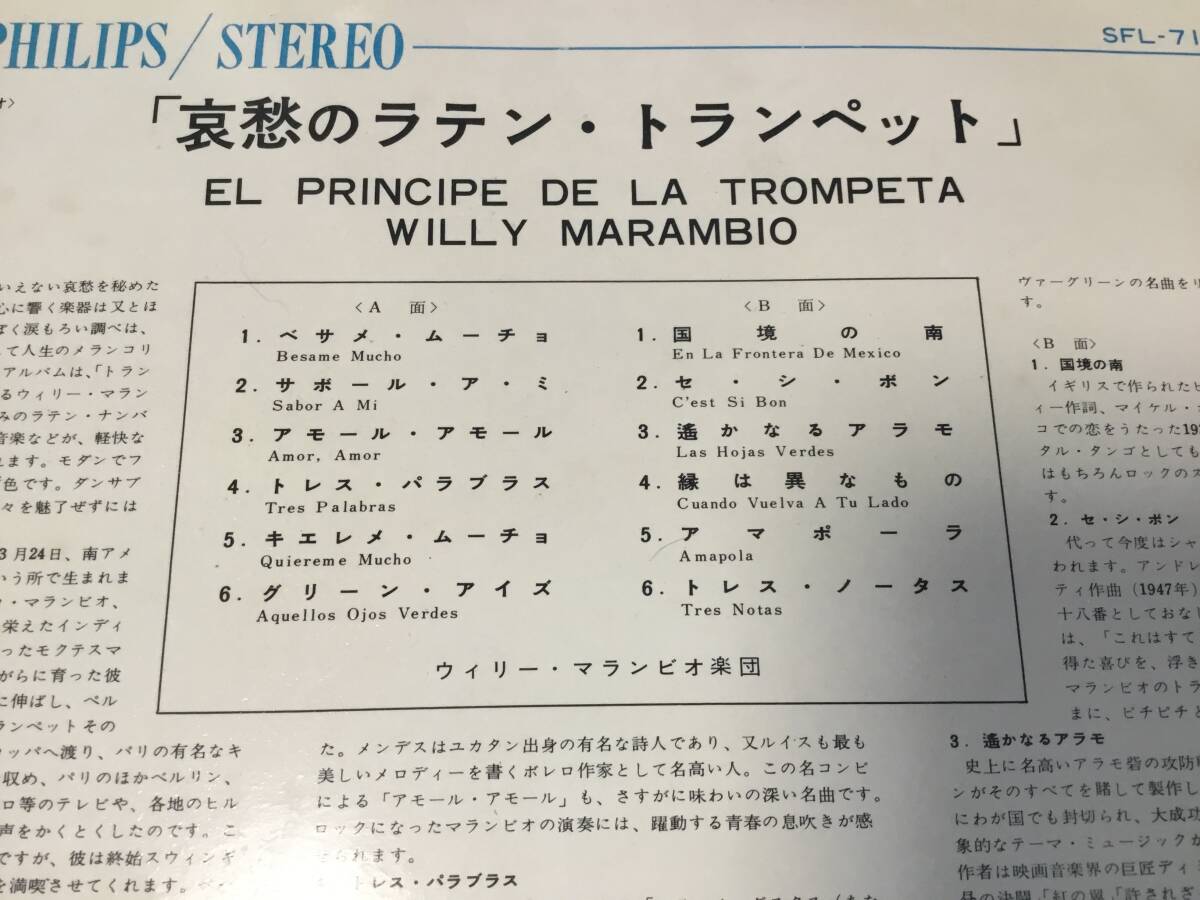 PHILIPS/STEREO
SFL-71
「哀愁のラテン・トランペット」
EL PRINCIPE DE LA TROMPETA
WILLY MARAMBIO
いえない哀愁を秘めた
心に響く楽器は又とほ
ぽく涙もろい調べは、
して人生のメランコリ
アルバムは、「トラン
るウィリー・マラン
みのラテン・ナンバ
音楽などが、軽快な
れます。モダンでフ
色です。ダンサブ
々を魅了せずには
3月24日、南アメ
いう所で生まれま
・マランビオ、
栄えたインディ
ったモクテスマ
がらに育った彼
に伸ばし、ペル
ランペットその
ロッパへ渡り、パリの有名なキ
収め、パリのほかベルリン、
ロ等のテレビや、各地のヒル
声をかくとくしたのです。こ
ですが、彼は終始スウィング
を満喫させてくれます。
〈A 面〉
1. ベサメ・ムーチョ
Besame Mucho
2. サボール・ア・ミ
Sabor A Mi
3. アモール・アモール
Amor, Amor
4. トレス・パラブラス
Tres Palabras
5. キエレメ・ムーチョ
Quiereme Mucho
6. グリーン・アイズ
Aquellos Ojos Verdes
〈B 面〉
1. 国境の南
En La Frontera De Mexico
2. セ・シ・ボン
C'est Si Bon
3. 遙かなるアラモ
Las Hojas Verdes
4. 縁は異なもの
Cuando Vuelva A Tu Lado
5. アマポーラ
Amapola
6. トレス・ノータス
Tres Notas
ウィリー・マランビオ楽団
た。メンデスはユカタン出身の有名な詩人であり、又ルイスも最も
美しいメロディーを書くボレロ作家として名高い人。この名コンビ
による「アモール・アモール」も、さすがに味わいの深い名曲です。
ロックになったマランビオの演奏には、躍動する青春の息吹きが感
せられます。
トレス・パラブラス
ヴァーグリーンの名曲をリ
す。
〈B 面〉
1. 国境の南
イギリスで作られたヒ
ィー作詞、マイケル・
コでの恋をうたった19
タル・タンゴとしても
はもちろんロックのス
す。
2. セ・シ・ボン
代って今度はシャ
われます。アンドレ
ティ作曲(1947年)
十八番としておなじ
は、「これはすて
得た喜びを、浮き
マランビオのトラ
まに、ピチピチと
3. 遙かなるアラモ
史上に名高いアラモ砦の攻防戦
ンがそのすべてを賭して製作し
にわが国でも封切られ、大成功
象的なテーマ・ミュージックが
作者は映画音楽界の巨匠ディミ
昼の決闘「紅の翼「許されざ